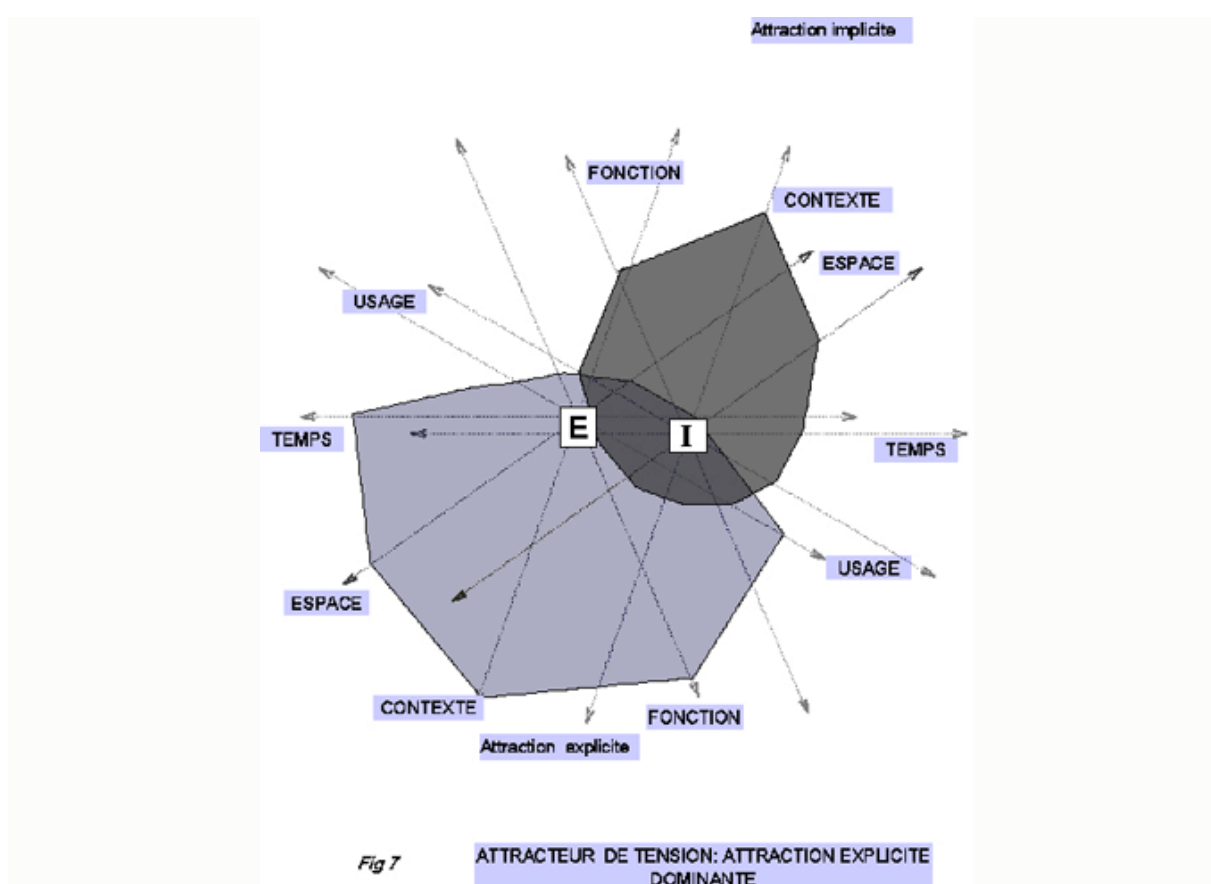 Attraction implicite
FONCTION
CONTEXTE
ESPACE
USAGE
E
I
TEMPS
TEMPS
USAGE
ESPACE
CONTEXTE
FONCTION
Attraction explicite
Fig 7
ATTRACTEUR DE TENSION: ATTRACTION EXPLICITE
DOMINANTE